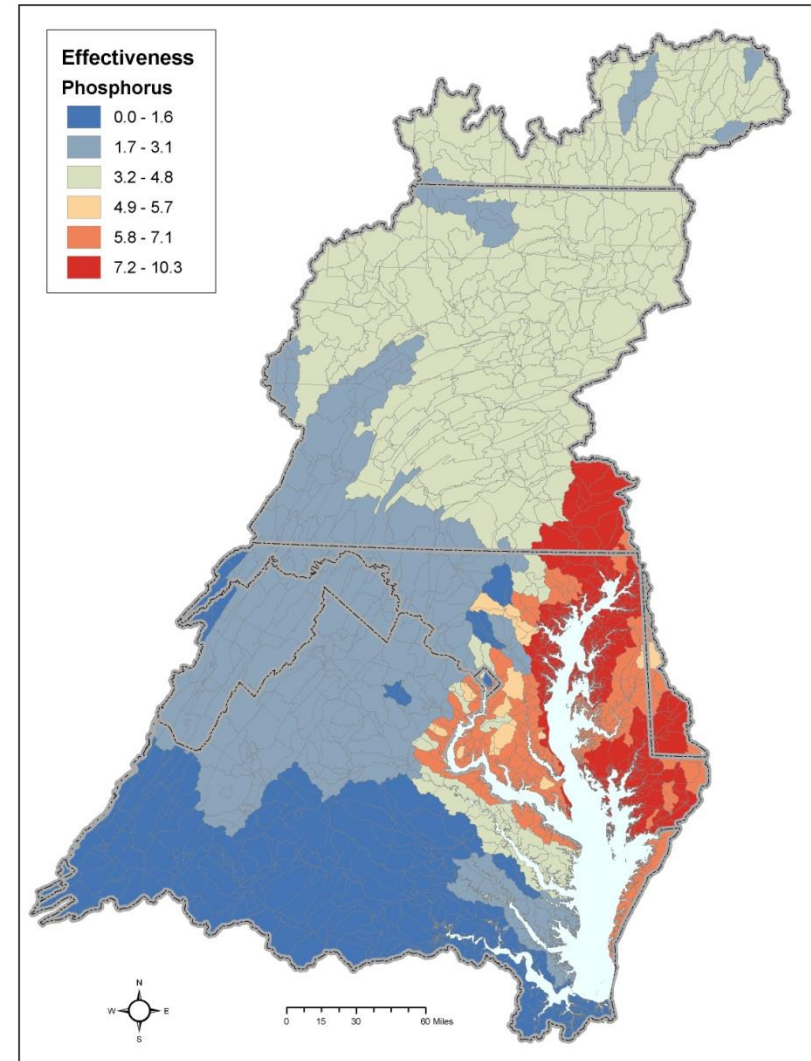 Effectiveness
Phosphorus
0.0 - 1.6
1.7 - 3.1
3.2 - 4.8
4.9 - 5.7
5.8 - 7.1
7.2 - 10.3
N
W E
S
0 15 30 60 Miles